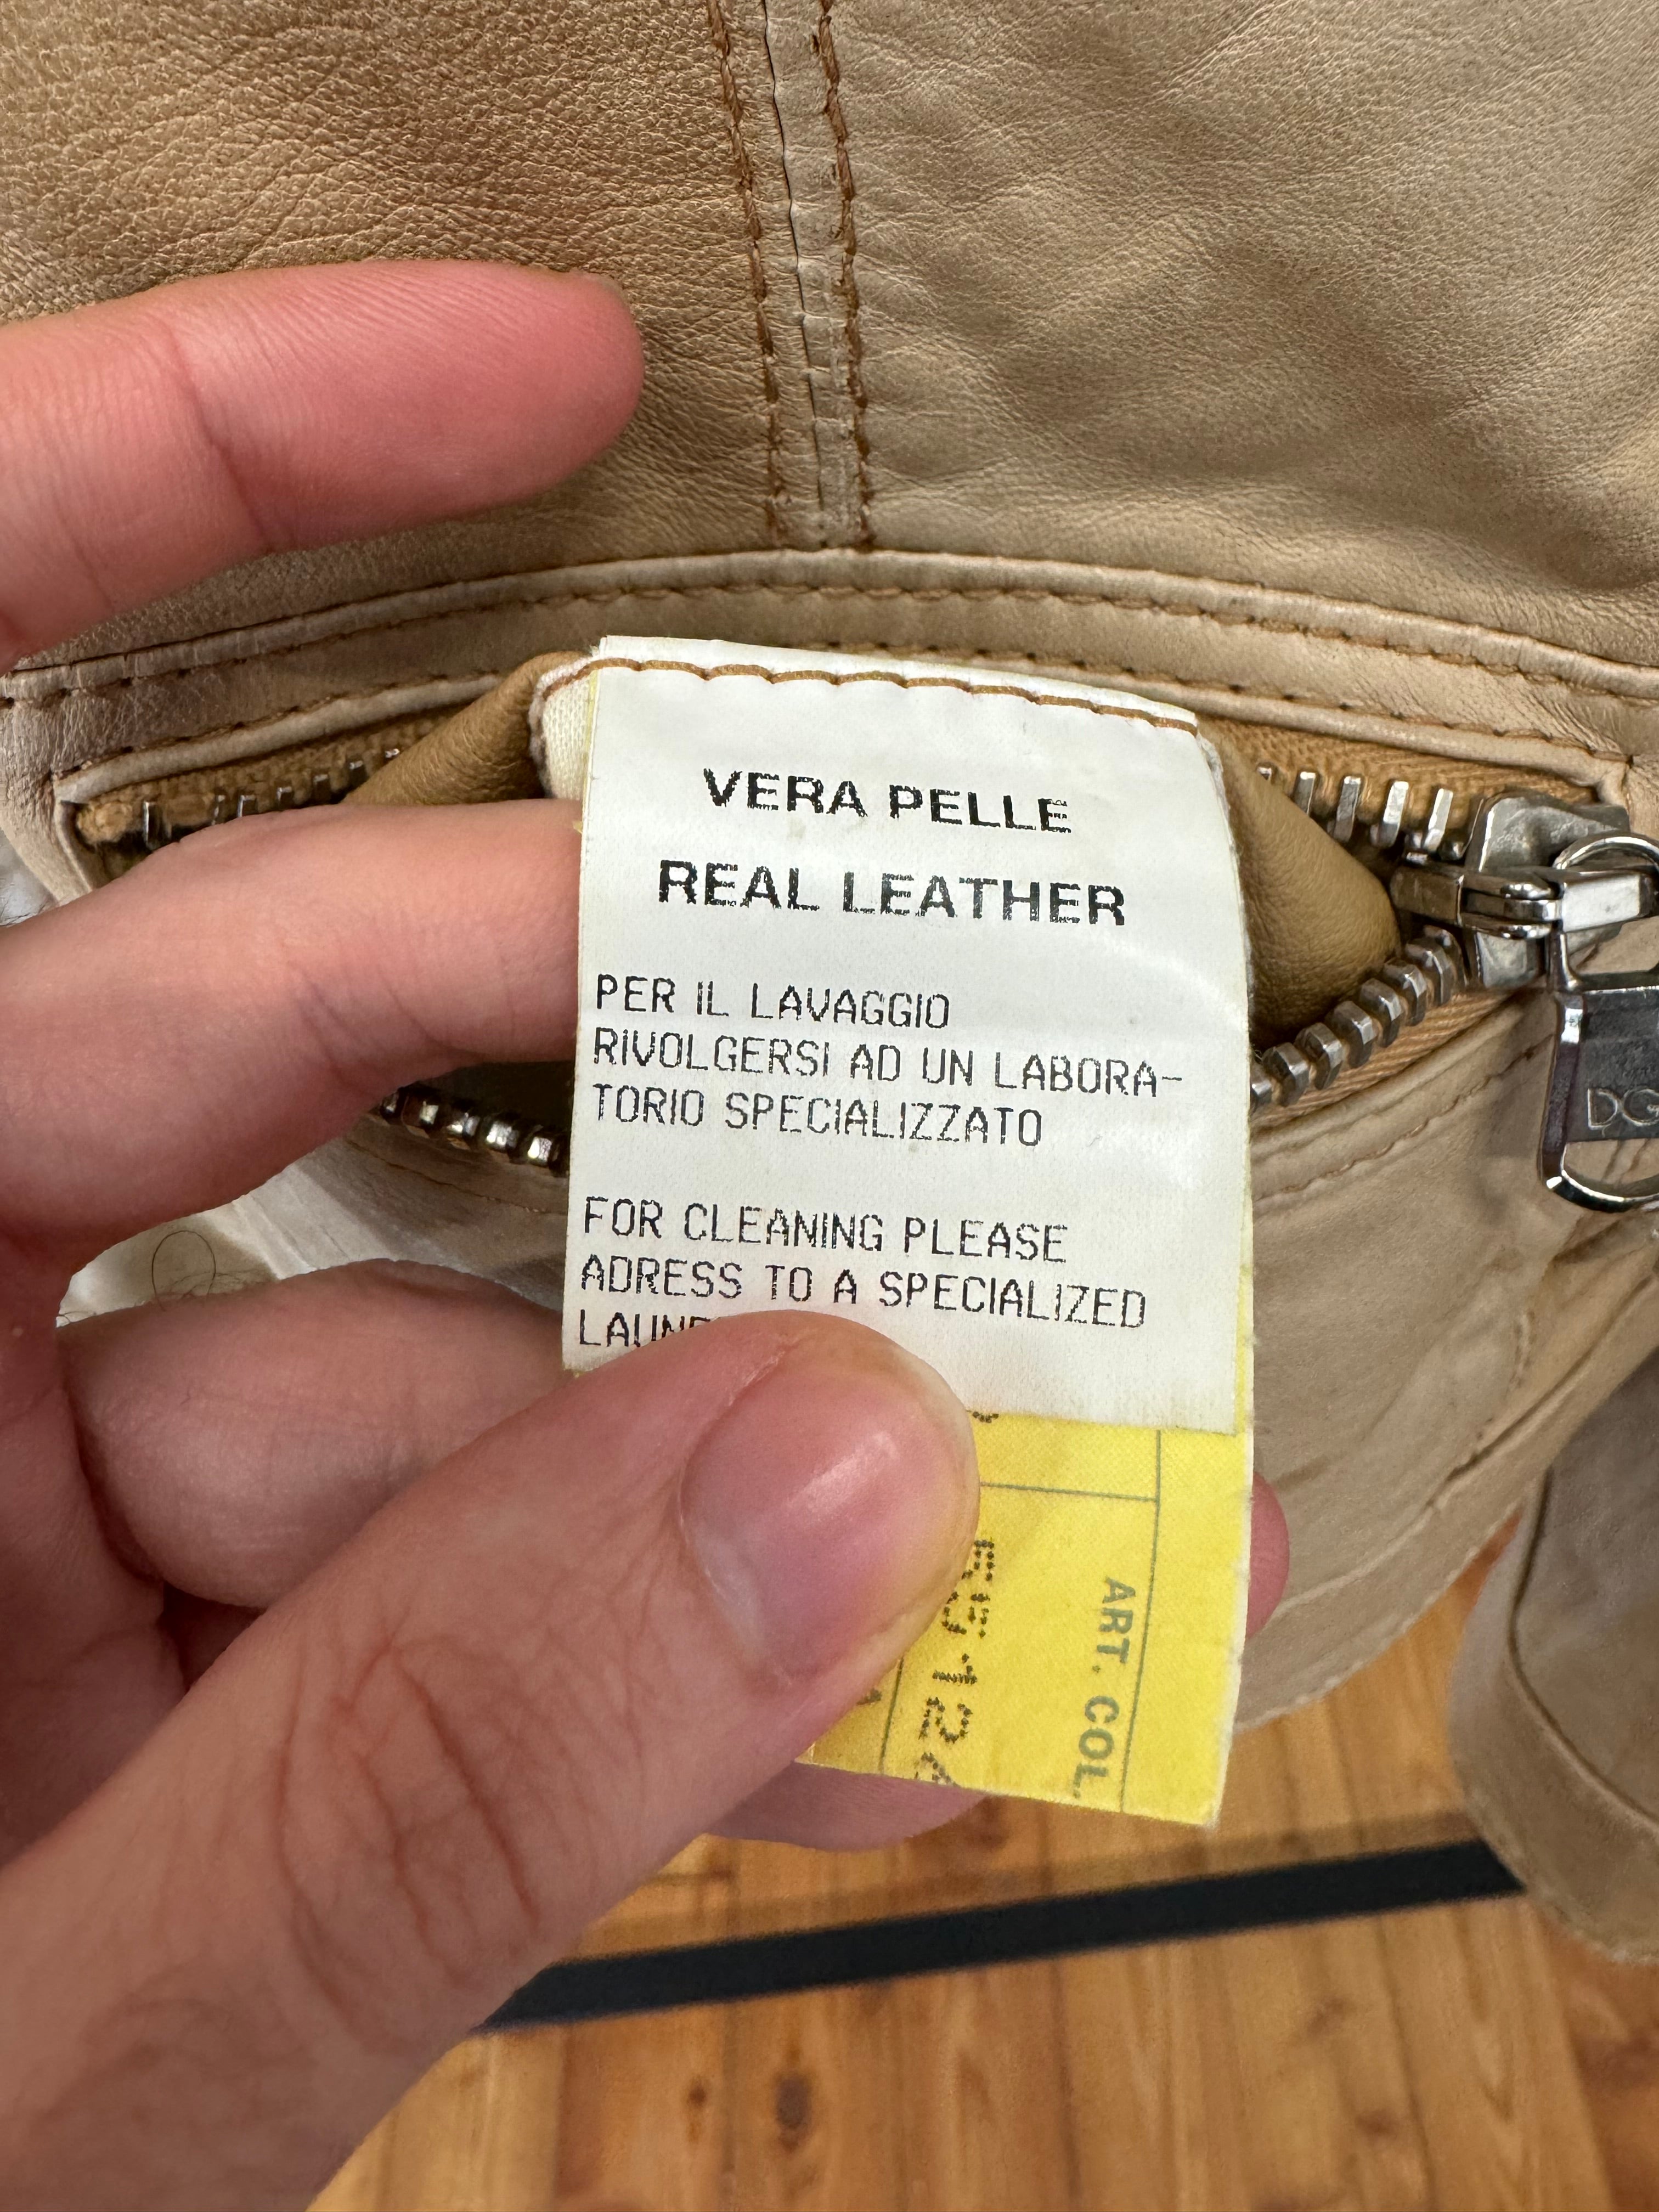 VERA PELLE
REAL LEATHER
PER IL LAVAGGIO
RIVOLGERSI AD UN LABORA-
TORIO SPECIALIZZATO
FOR CLEANING PLEASE
ADRESS TO A SPECIALIZED
ART. COL.
DG